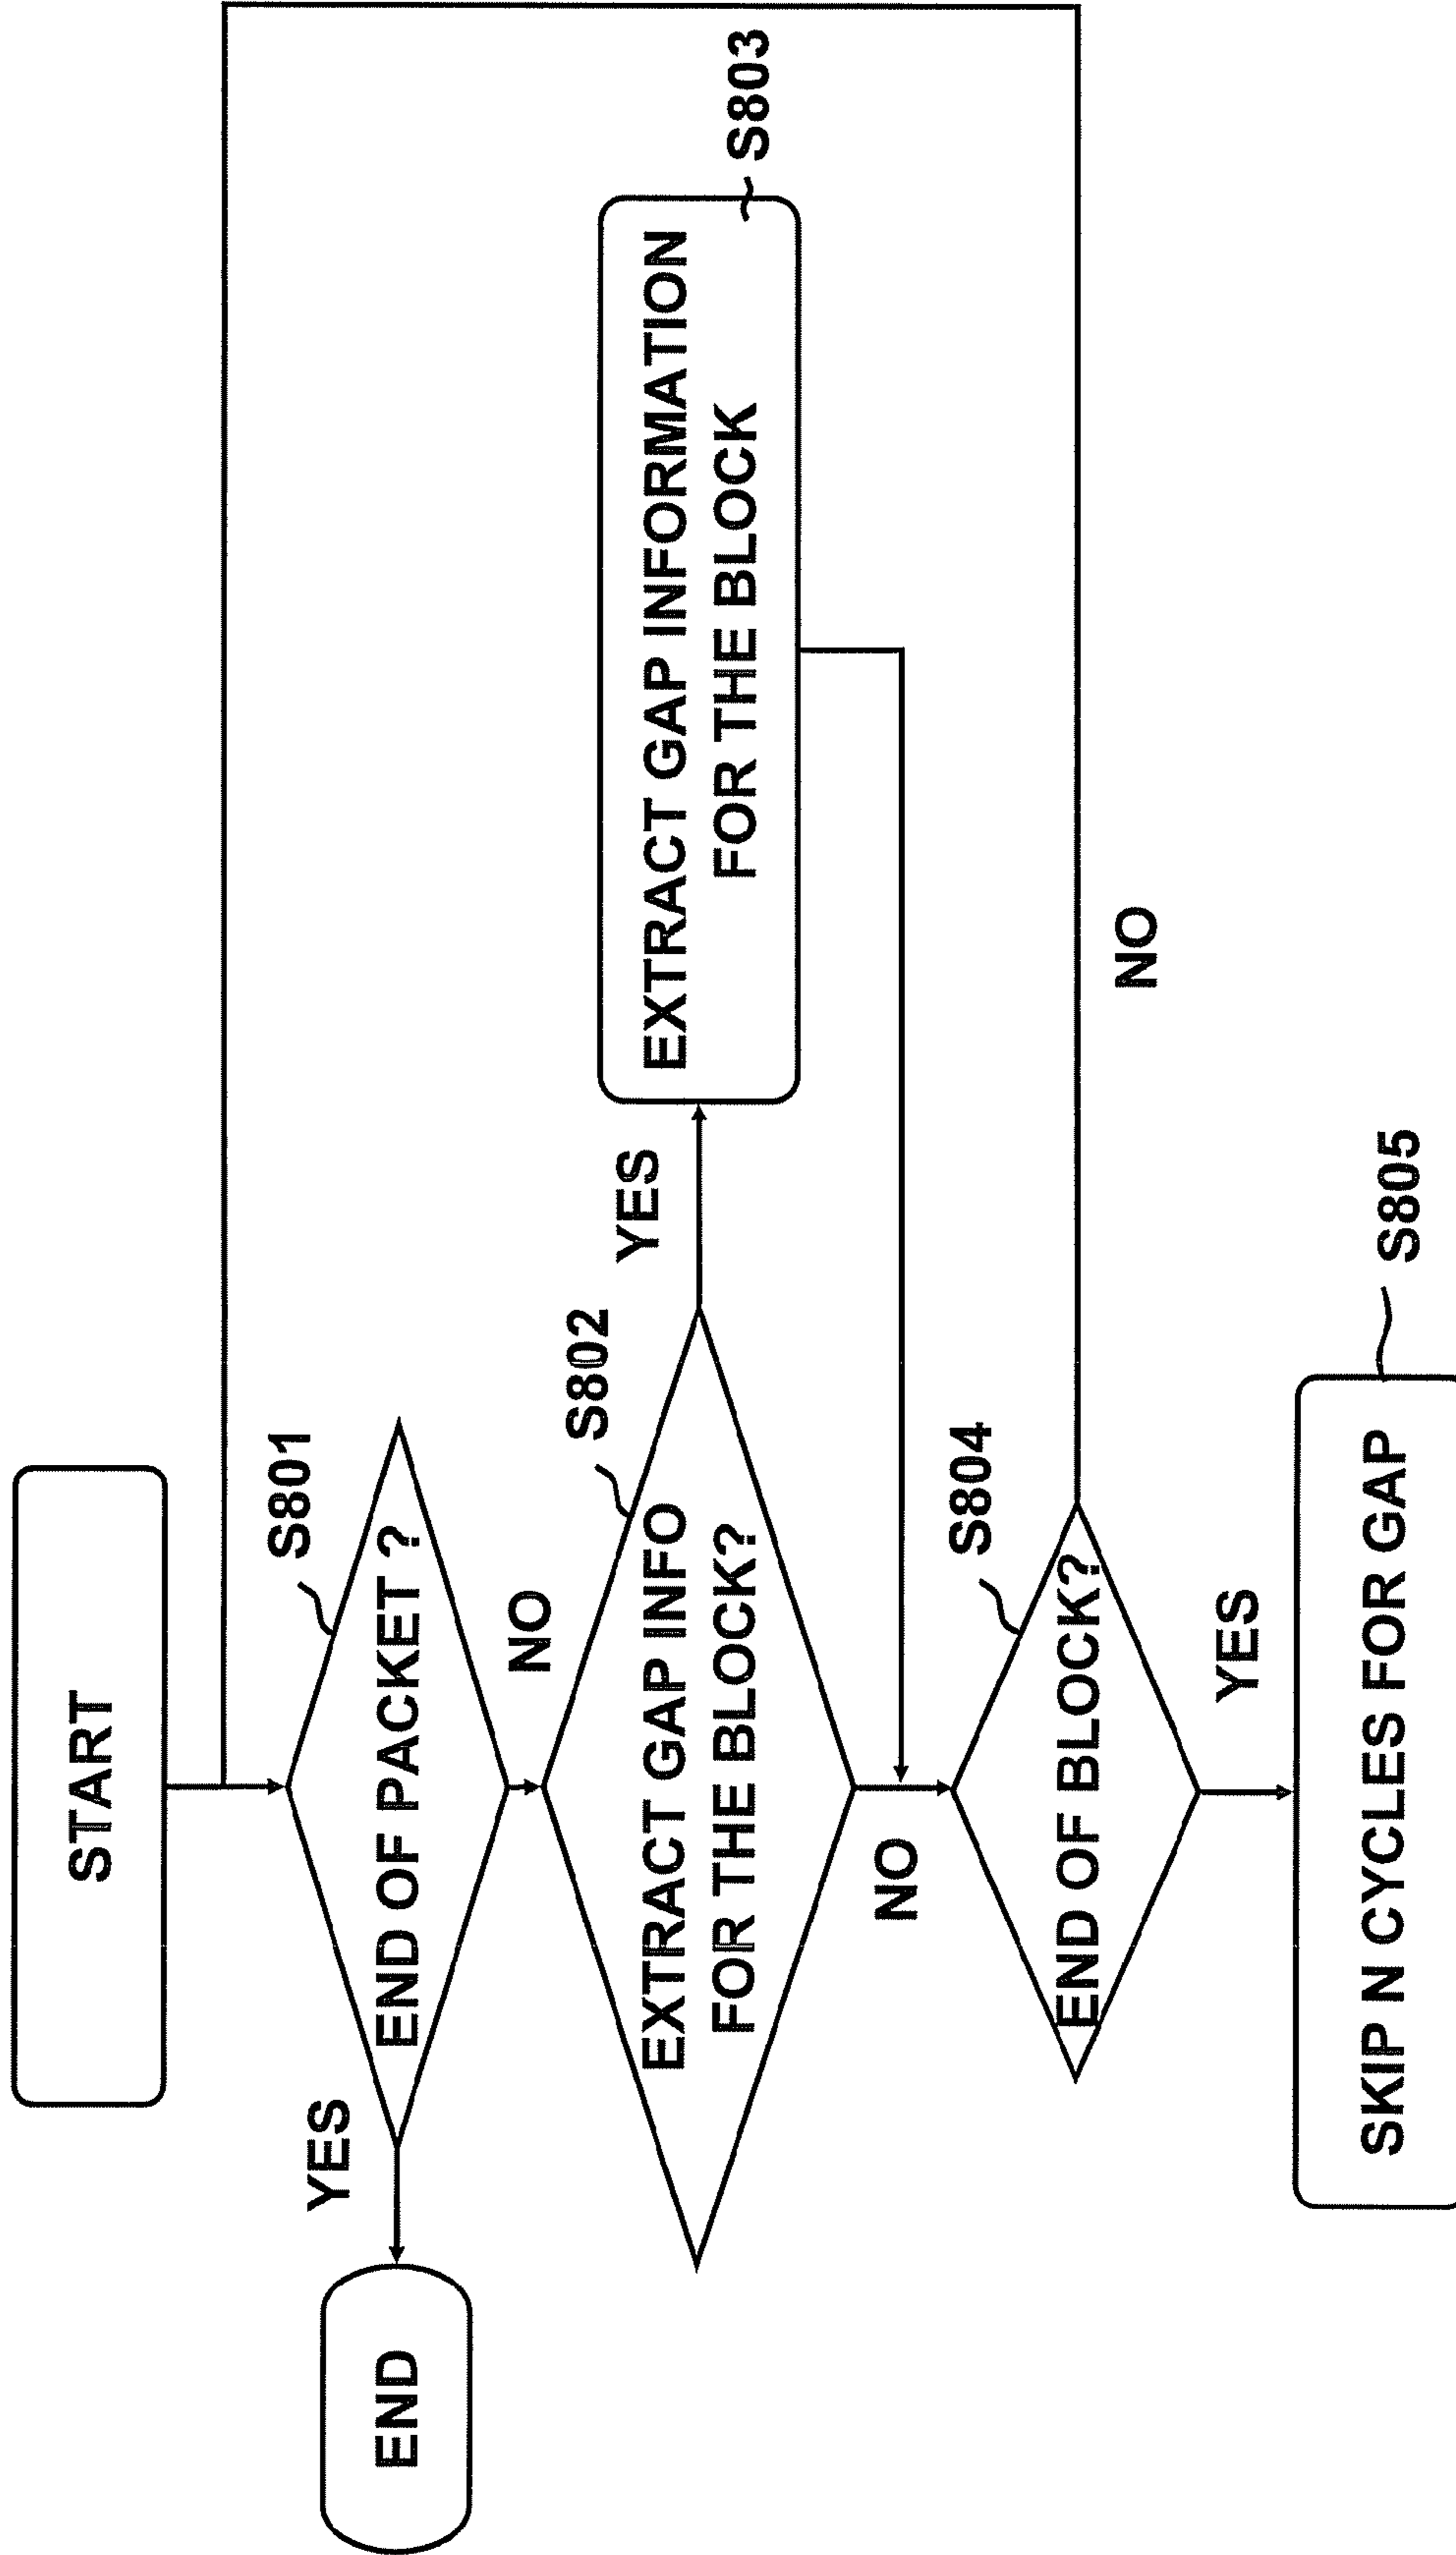 START
S801
END OF PACKET ?
YES
END
NO
S802
EXTRACT GAP INFO
FOR THE BLOCK?
YES
EXTRACT GAP INFORMATION
FOR THE BLOCK
S803
NO
S804
END OF BLOCK?
NO
YES
S805
SKIP N CYCLES FOR GAP